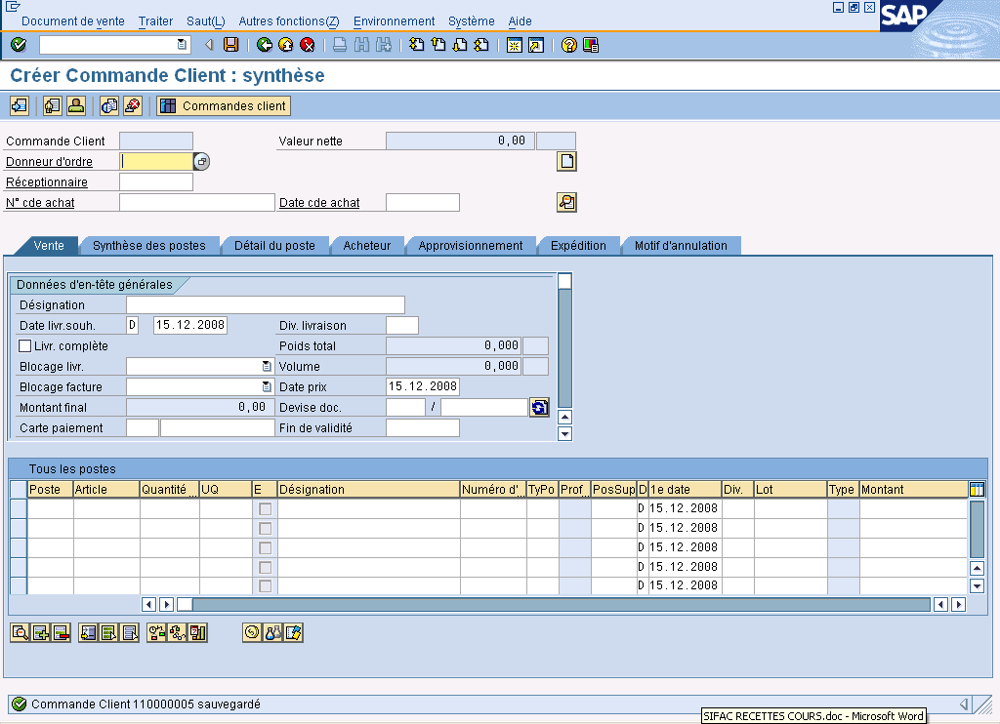 Document de vente Traiter Saut(L) Autres fonctions(Z) Environnement Système Aide
SAP
Créer Commande Client : synthèse
Commandes client
Commande Client Valeur nette 0,00
Donneur d'ordre
Réceptionnaire
N° cde achat Date cde achat
Vente Synthèse des postes Détail du poste Acheteur Approvisionnement Expédition Motif d'annulation
Données d'en-tête générales
Désignation
Date livr.souh. D 15.12.2008 Div. livraison
Livr. complète Poids total 0,000
Blocage livr. Volume 0,000
Blocage facture Date prix 15.12.2008
Montant final 0,00 Devise doc. /
Carte paiement Fin de validité
Tous les postes
Poste Article Quantité ... UQ E Désignation Numéro d'... TyPo Prof... PosSup D 1e date Div. Lot Type Montant
D 15.12.2008
D 15.12.2008
D 15.12.2008
D 15.12.2008
D 15.12.2008
Commande Client 110000005 sauvegardé
SIFAC RECETTES COURS.doc - Microsoft Word